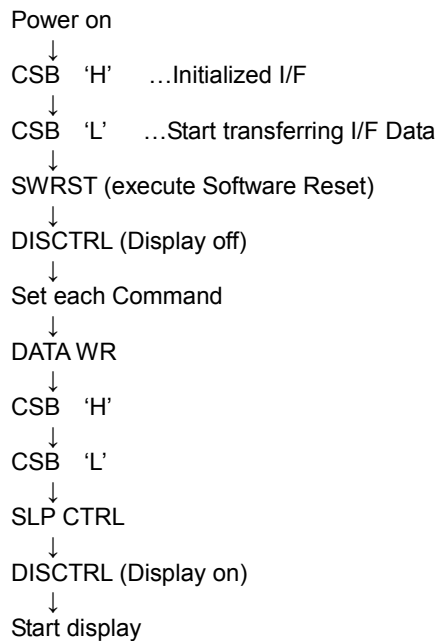 Power on
↓
CSB ‘H’ …Initialized I/F
↓
CSB ‘L’ …Start transferring I/F Data
↓
SWRST (execute Software Reset)
↓
DISCTRL (Display off)
↓
Set each Command
↓
DATA WR
↓
CSB ‘H’
↓
CSB ‘L’
↓
SLP CTRL
↓
DISCTRL (Display on)
↓
Start display